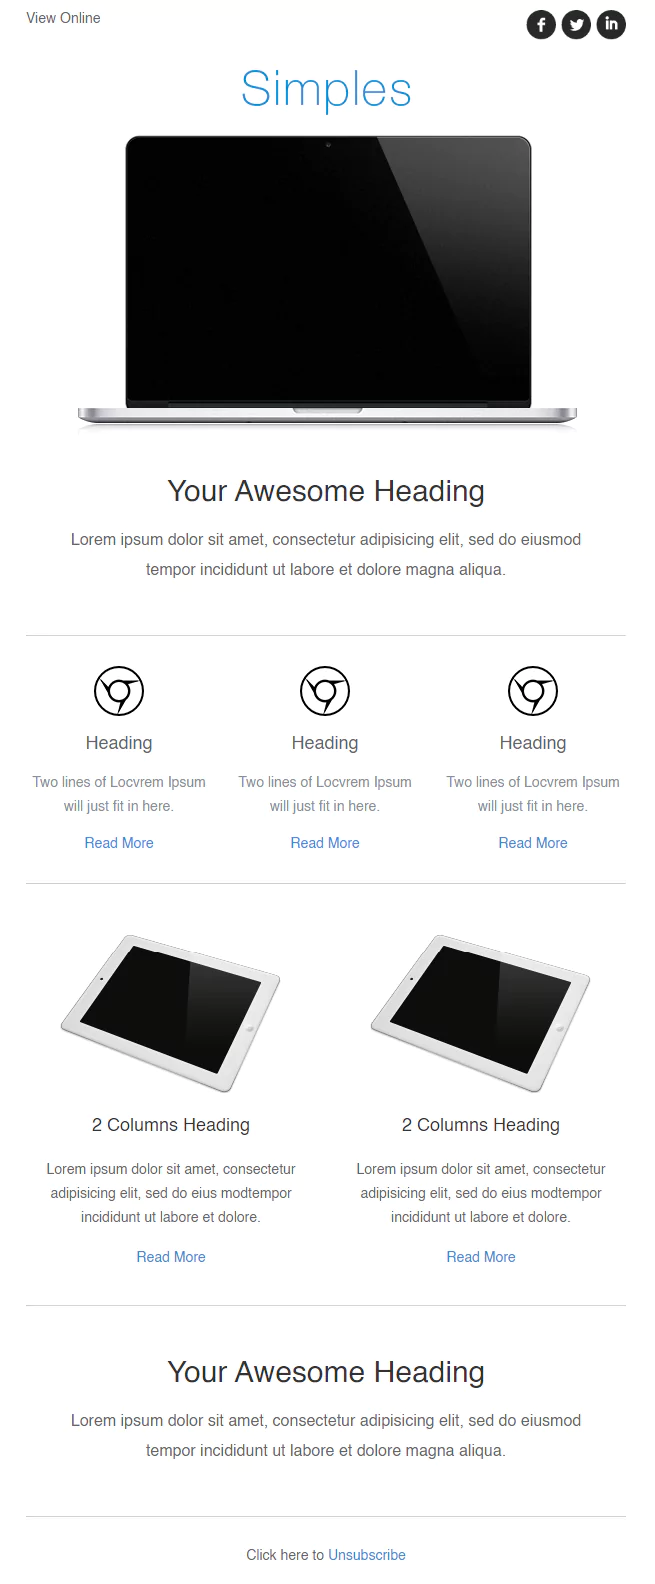 View Online
Simples
Your Awesome Heading
Lorem ipsum dolor sit amet, consectetur adipisicing elit, sed do eiusmod
tempor incididunt ut labore et dolore magna aliqua.
Heading
Two lines of Locvrem Ipsum
will just fit in here.
Read More
Heading
Two lines of Locvrem Ipsum
will just fit in here.
Read More
Heading
Two lines of Locvrem Ipsum
will just fit in here.
Read More
2 Columns Heading
Lorem ipsum dolor sit amet, consectetur
adipisicing elit, sed do eius modtempor
incididunt ut labore et dolore.
Read More
2 Columns Heading
Lorem ipsum dolor sit amet, consectetur
adipisicing elit, sed do eius modtempor
incididunt ut labore et dolore.
Read More
Your Awesome Heading
Lorem ipsum dolor sit amet, consectetur adipisicing elit, sed do eiusmod
tempor incididunt ut labore et dolore magna aliqua.
Click here to Unsubscribe